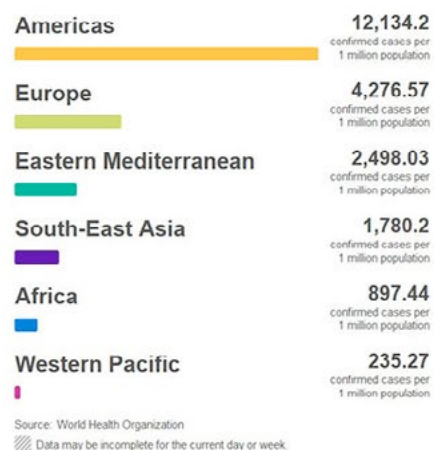 Americas
12,134.2
confirmed cases per
1 million population
Europe
4,276.57
confirmed cases per
1 million population
Eastern Mediterranean
2,498.03
confirmed cases per
1 million population
South-East Asia
1,780.2
confirmed cases per
1 million population
Africa
897.44
confirmed cases per
1 million population
Western Pacific
235.27
confirmed cases per
1 million population
Source: World Health Organization
Data may be incomplete for the current day or week.